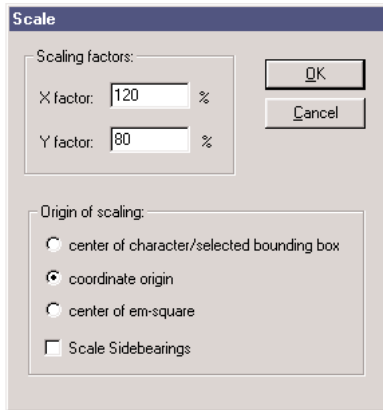 Scale
Scaling factors:
X factor: 120 %
Y factor: 80 %
OK
Cancel
Origin of scaling:
center of character/selected bounding box
coordinate origin
center of em-square
Scale Sidebearings